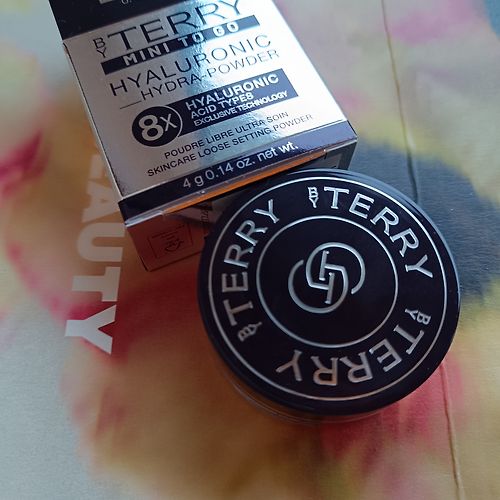 BY TERRY
MINI TO GO
HYALURONIC
HYDRA-POWDER
8X
HYALURONIC
ACID TYPES
EXCLUSIVE TECHNOLOGY
POUDRE LIBRE ULTRA SOIN
SKINCARE LOOSE SETTING POWDER
4 g 0.14 oz. net wt.
BY TERRY
BY TERRY
BY TERRY
BY TERRY
EAUTY